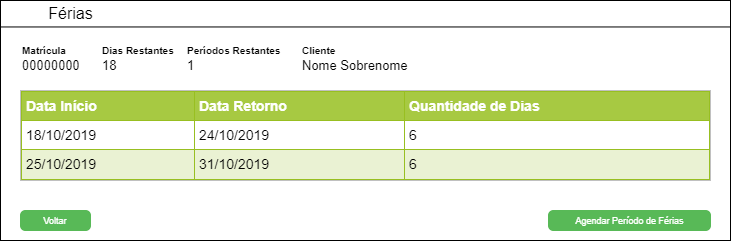 Férias
Matrícula Dias Restantes Períodos Restantes Cliente
00000000 18 1 Nome Sobrenome
Data Início Data Retorno Quantidade de Dias
18/10/2019 24/10/2019 6
25/10/2019 31/10/2019 6
Voltar Agendar Período de Férias